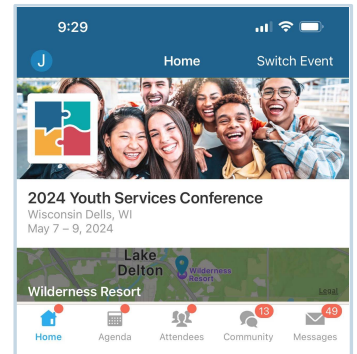 9:29
J Home Switch Event
2024 Youth Services Conference
Wisconsin Dells, WI
May 7 – 9, 2024
Lake
Delton
Wilderness
Resort
Wilderness Resort
Legal
13 49
Home Agenda Attendees Community Messages